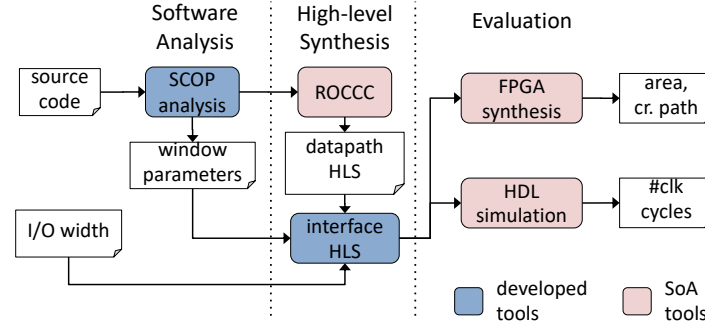 Software
Analysis
High-level
Synthesis
Evaluation
source
code
SCOP
analysis
ROCCC
FPGA
synthesis
area,
cr. path
window
parameters
datapath
HLS
I/O width
interface
HLS
HDL
simulation
#clk
cycles
developed
tools
SoA
tools